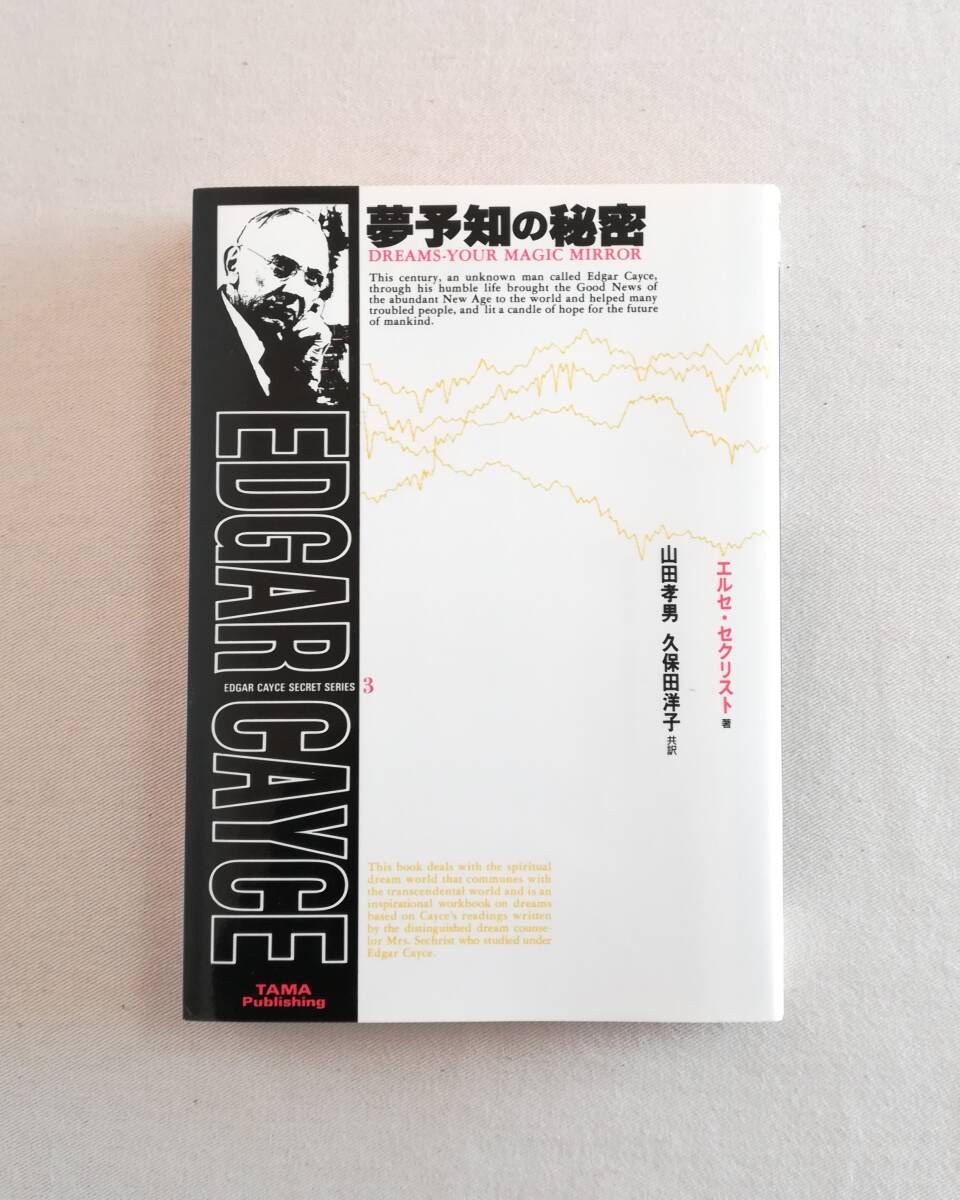 夢予知の秘密
DREAMS-YOUR MAGIC MIRROR
This century, an unknown man called Edgar Cayce,
through his humble life brought the Good News of
the abundant New Age to the world and helped many
troubled people, and lit a candle of hope for the future
of mankind.
EDGAR CAYCE
EDGAR CAYCE SECRET SERIES 3
エルセ・セクリスト 著
山田孝男 久保田洋子 共訳
This book deals with the spiritual
dream world that communes with
the transcendental world and is an
inspirational workbook on dreams
based on Cayce's readings written
by the distinguished dream counse-
lor Mrs. Sechrist who studied under
Edgar Cayce.
TAMA
Publishing